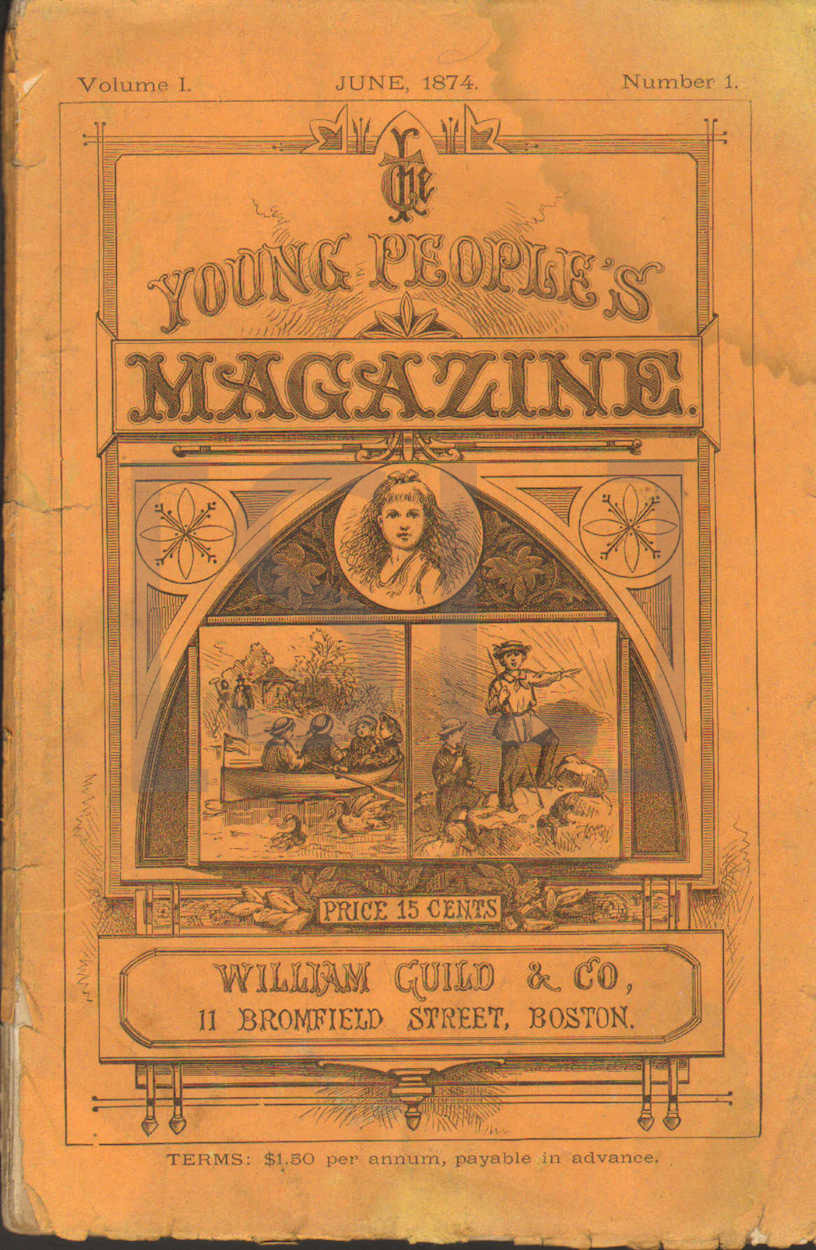 Volume I. JUNE, 1874. Number 1.
The
YOUNG PEOPLE'S
MAGAZINE.
PRICE 15 CENTS
WILLIAM GUILD & CO,
11 BROMFIELD STREET, BOSTON.
TERMS: $1.50 per annum, payable in advance.